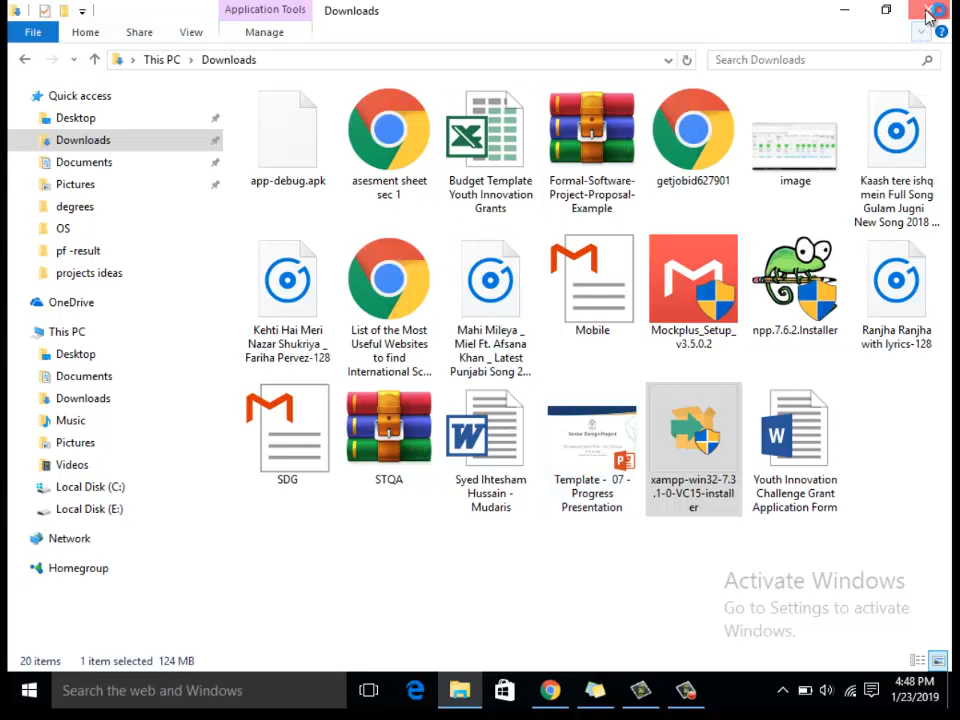 Application Tools
Downloads
File
Home
Share
View
Manage
This PC
Downloads
Search Downloads
Quick access
Desktop
Downloads
Documents
Pictures
degrees
OS
pf -result
projects ideas
OneDrive
This PC
Desktop
Documents
Downloads
Music
Pictures
Videos
Local Disk (C:)
Local Disk (E:)
Network
Homegroup
app-debug.apk
asesment sheet
sec 1
Budget Template
Youth Innovation
Grants
Formal-Software-
Project-Proposal-
Example
getjobid627901
image
Kaash tere ishq
mein Full Song
Gulam Jugni
New Song 2018 ...
Kehti Hai Meri
Nazar Shukriya _
Fariha Pervez-128
List of the Most
Useful Websites
to find
International Sc...
Mahi Mileya _
Miel Ft. Afsana
Khan _ Latest
Punjabi Song 2...
Mobile
Mockplus_Setup_
v3.5.0.2
npp.7.6.2.Installer
Ranjha Ranjha
with lyrics-128
SDG
STQA
Syed Ihtesham
Hussain -
Mudaris
Senior Design Project
Template - 07 -
Progress
Presentation
xampp-win32-7.3
.1-0-VC15-install
er
Youth Innovation
Challenge Grant
Application Form
Activate Windows
Go to Settings to activate
Windows.
20 items
1 item selected 124 MB
Search the web and Windows
4:48 PM
1/23/2019